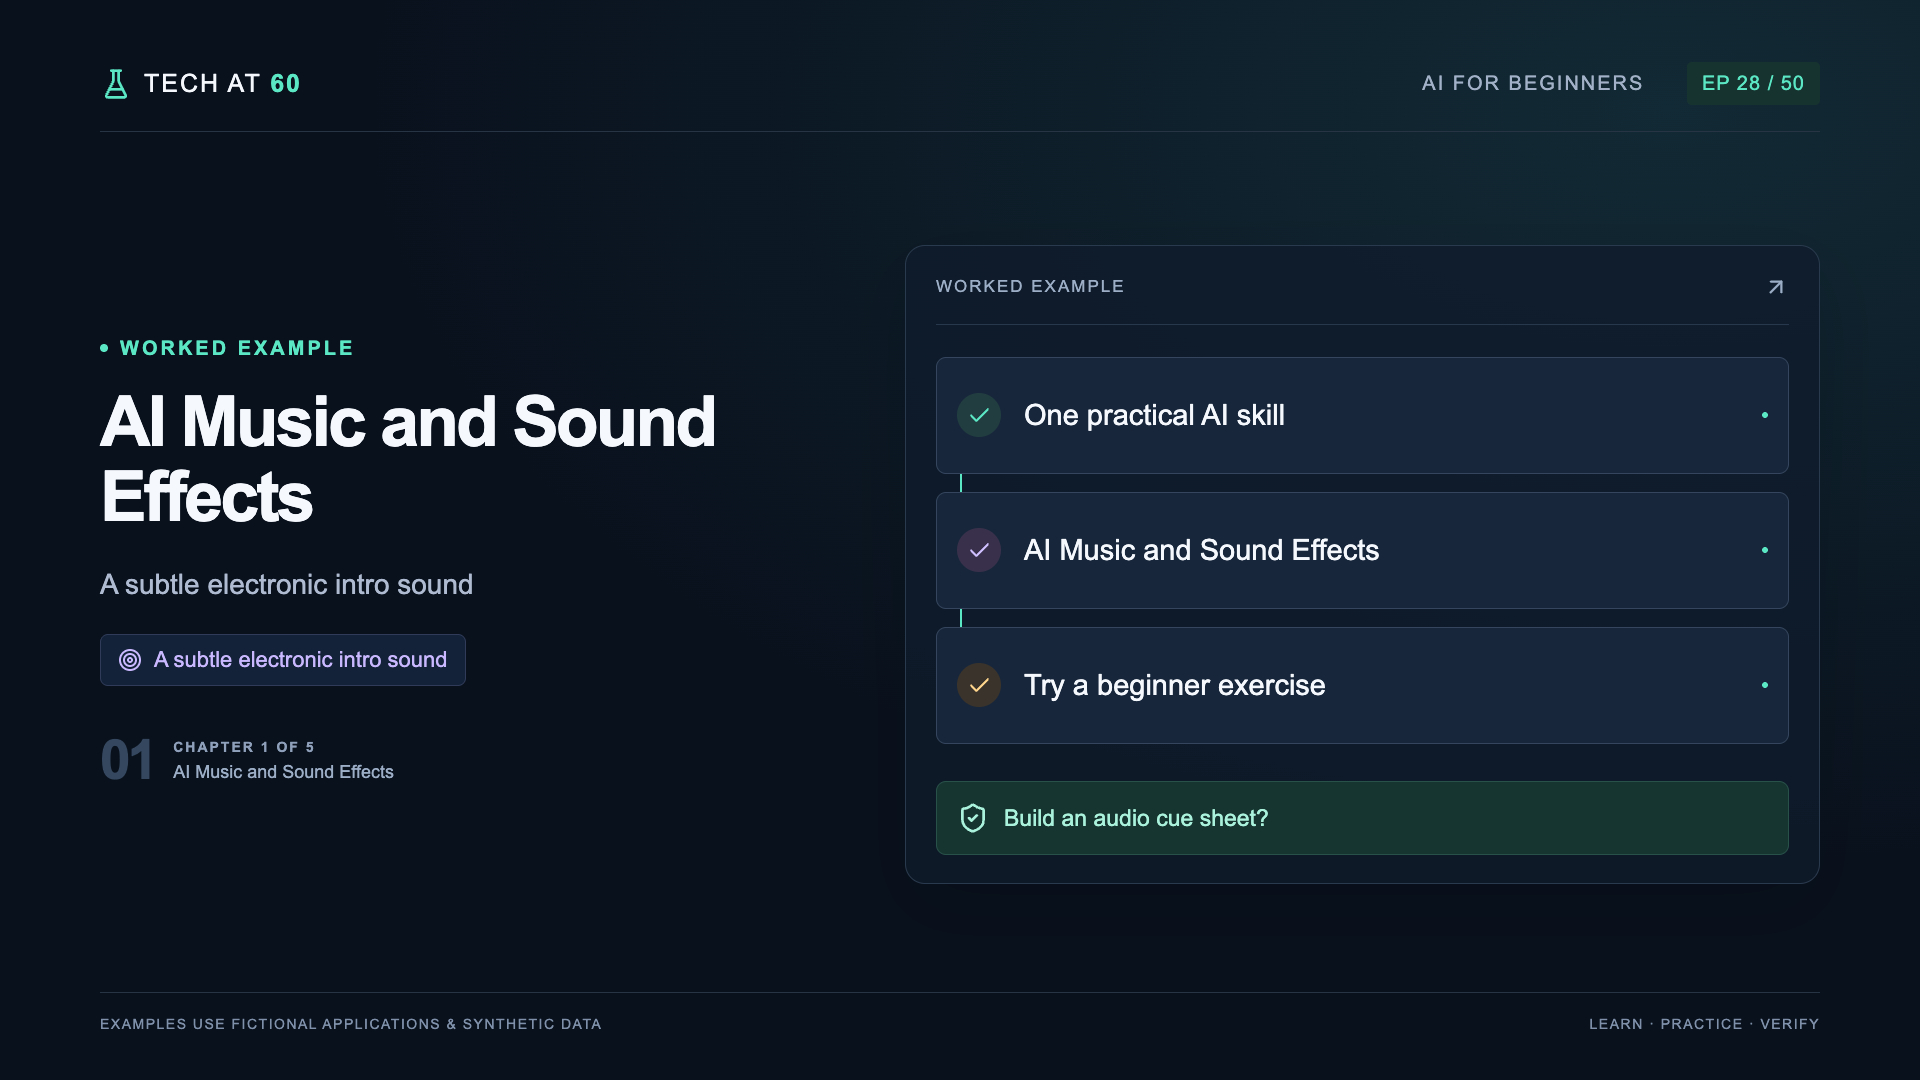 TECH AT 60
AI FOR BEGINNERS
EP 28 / 50
WORKED EXAMPLE
AI Music and Sound
Effects
A subtle electronic intro sound
A subtle electronic intro sound
01
CHAPTER 1 OF 5
AI Music and Sound Effects
WORKED EXAMPLE
One practical AI skill
AI Music and Sound Effects
Try a beginner exercise
Build an audio cue sheet?
EXAMPLES USE FICTIONAL APPLICATIONS & SYNTHETIC DATA
LEARN · PRACTICE · VERIFY